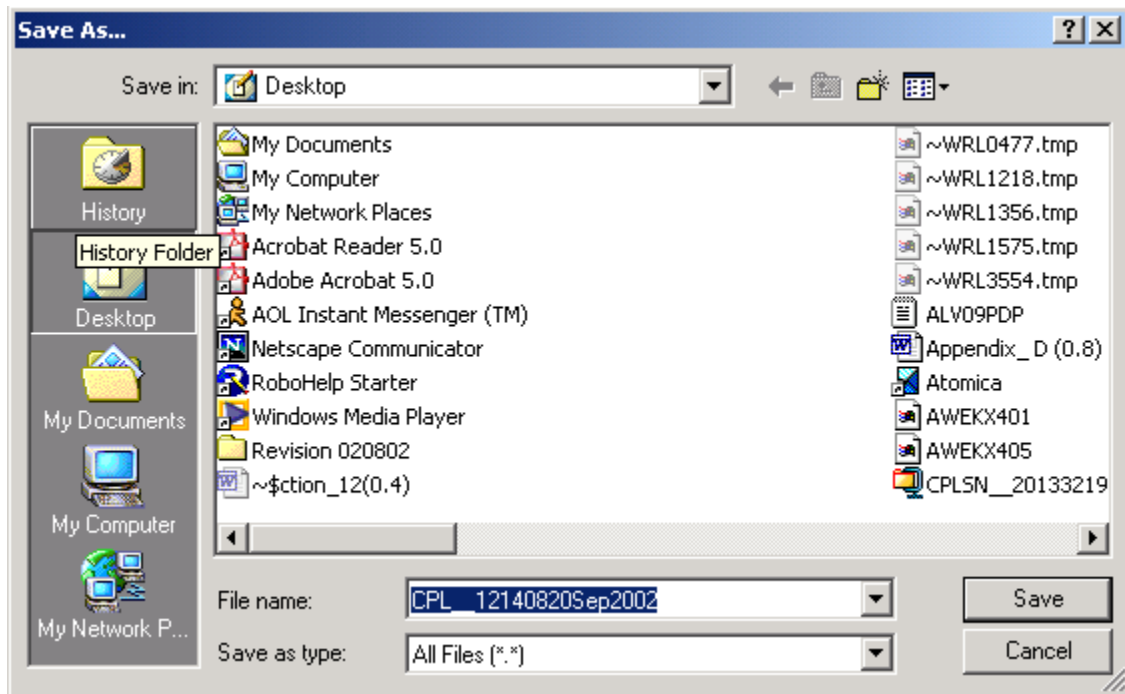 Save As...
Save in:
Desktop
History
History Folder
Desktop
My Documents
My Computer
My Network P...
My Documents
My Computer
My Network Places
Acrobat Reader 5.0
Adobe Acrobat 5.0
AOL Instant Messenger (TM)
Netscape Communicator
RoboHelp Starter
Windows Media Player
Revision 020802
~$ction_12(0.4)
~WRL0477.tmp
~WRL1218.tmp
~WRL1356.tmp
~WRL1575.tmp
~WRL3554.tmp
ALV09PDP
Appendix_ D (0.8)
Atomica
AWEKX401
AWEKX405
CPLSN__20133219
File name:
CPL__12140820Sep2002
Save
Save as type:
All Files (*.*)
Cancel